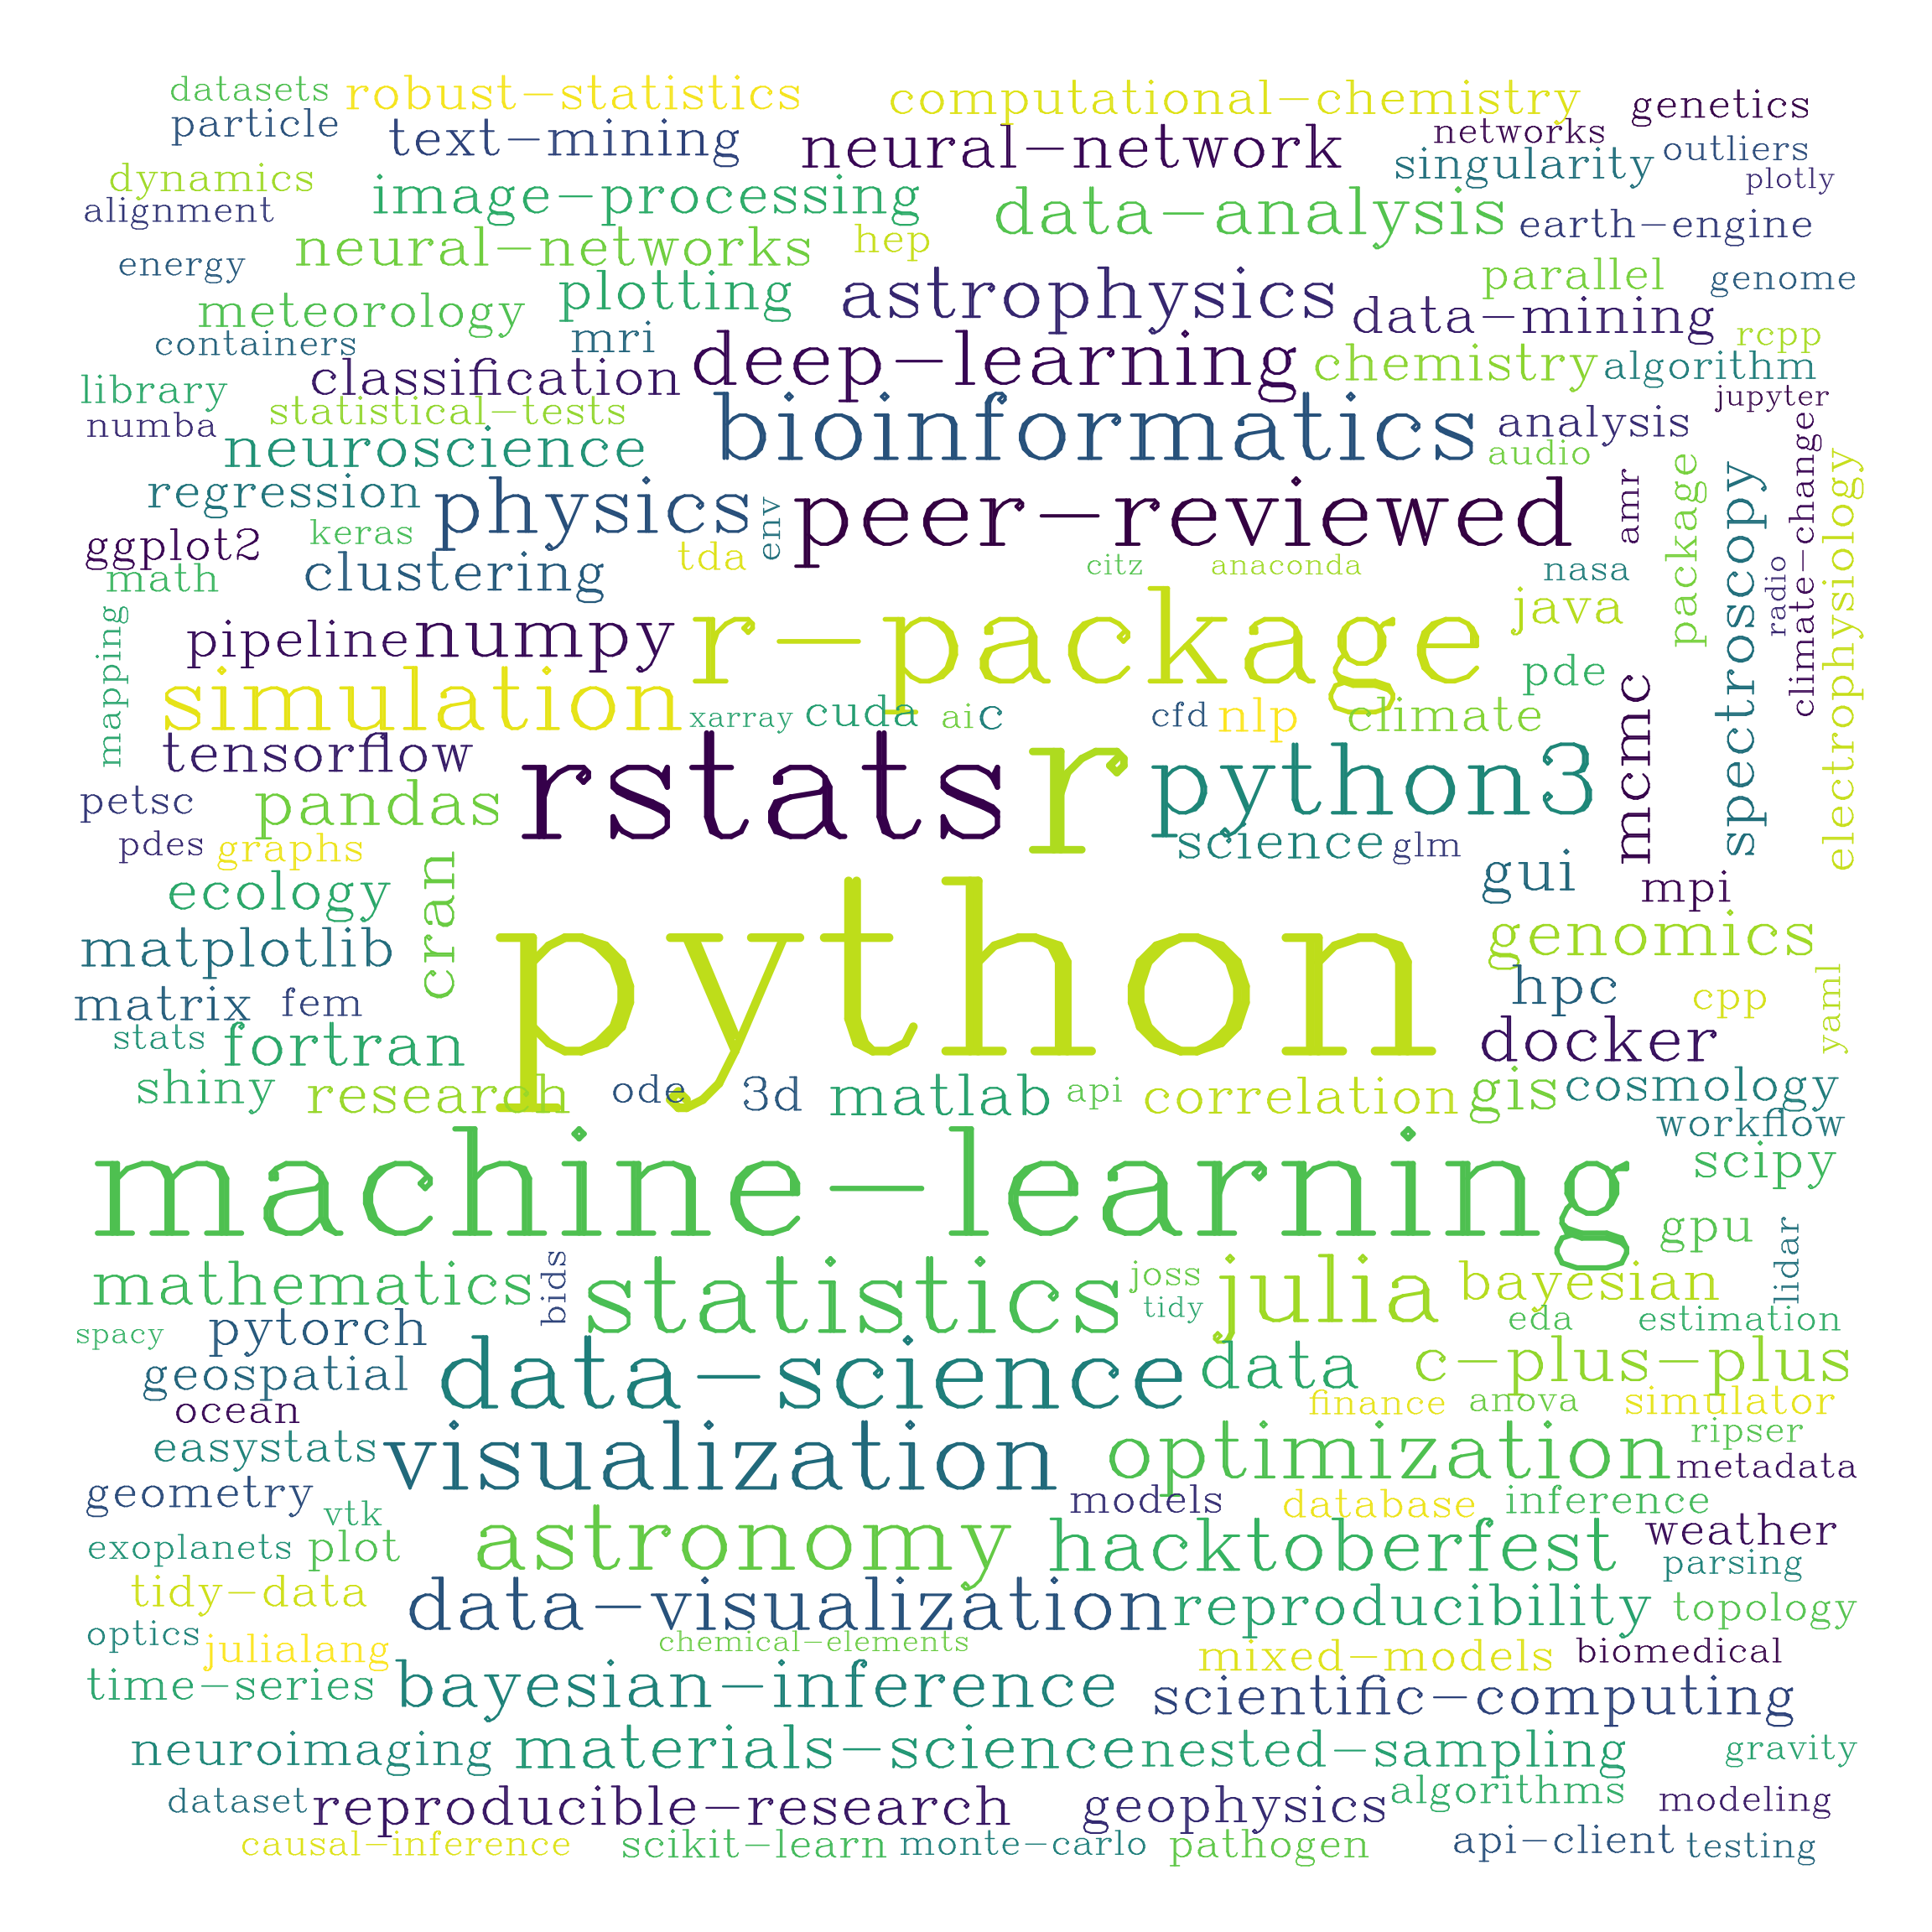 datasets robust-statistics computational-chemistry genetics
particle text-mining neural-network networks outliers
dynamics image-processing singularity plotly
alignment data-analysis earth-engine
energy neural-networks hep parallel genome
meteorology plotting astrophysics data-mining rcpp
containers mri deep-learning chemistry algorithm
library classification jupyter
numba statistical-tests bioinformatics analysis climate-change
neuroscience audio
regression physics env peer-reviewed amr package spectroscopy electrophysiology
ggplot2 keras tda
math clustering citz anaconda nasa radio
mapping pipeline numpy r-package java
simulation xarray cuda ai c cfd nlp climate pde
tensorflow rstats r python3 mcmc
petsc pandas
pdes graphs science glm gui
ecology cran python mpi
matplotlib genomics
matrix fem hpc cpp yaml
stats fortran docker
shiny research ode 3d matlab api correlation gis cosmology
machine-learning workflow
scipy
gpu lidar
mathematics bids statistics joss julia bayesian
spacy pytorch tidy eda estimation
geospatial data-science data c-plus-plus
ocean finance anova simulator
easystats visualization optimization ripser
geometry metadata
vtk models database inference
exoplanets plot astronomy hacktoberfest weather
parsing
tidy-data data-visualization reproducibility topology
optics julialang chemical-elements mixed-models biomedical
time-series bayesian-inference scientific-computing
neuroimaging materials-science nested-sampling gravity
dataset reproducible-research geophysics algorithms modeling
causal-inference scikit-learn monte-carlo pathogen api-client testing